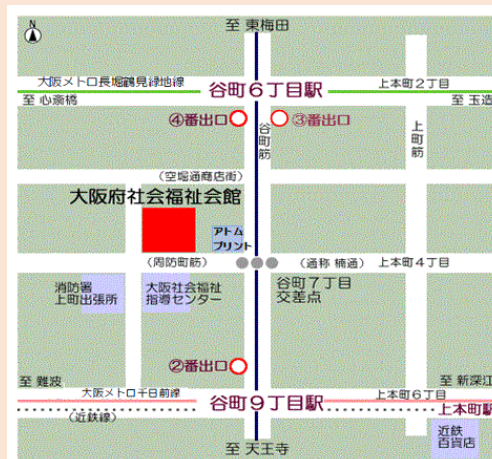 N
至 東梅田
大阪メトロ長堀鶴見緑地線
谷町6丁目駅
上本町2丁目
至 心斎橋
至 玉造
④番出口
③番出口
谷町筋
上町筋
(空堀通商店街)
大阪府社会福祉会館
アトム
プリント
(周防町筋)
(通称 楠通)
上本町4丁目
消防署
上町出張所
大阪社会福祉
指導センター
谷町7丁目
交差点
②番出口
至 難波
至 新深江
大阪メトロ千日前線
上本町6丁目
谷町9丁目駅
上本町駅
(近鉄線)
近鉄
百貨店
至 天王寺